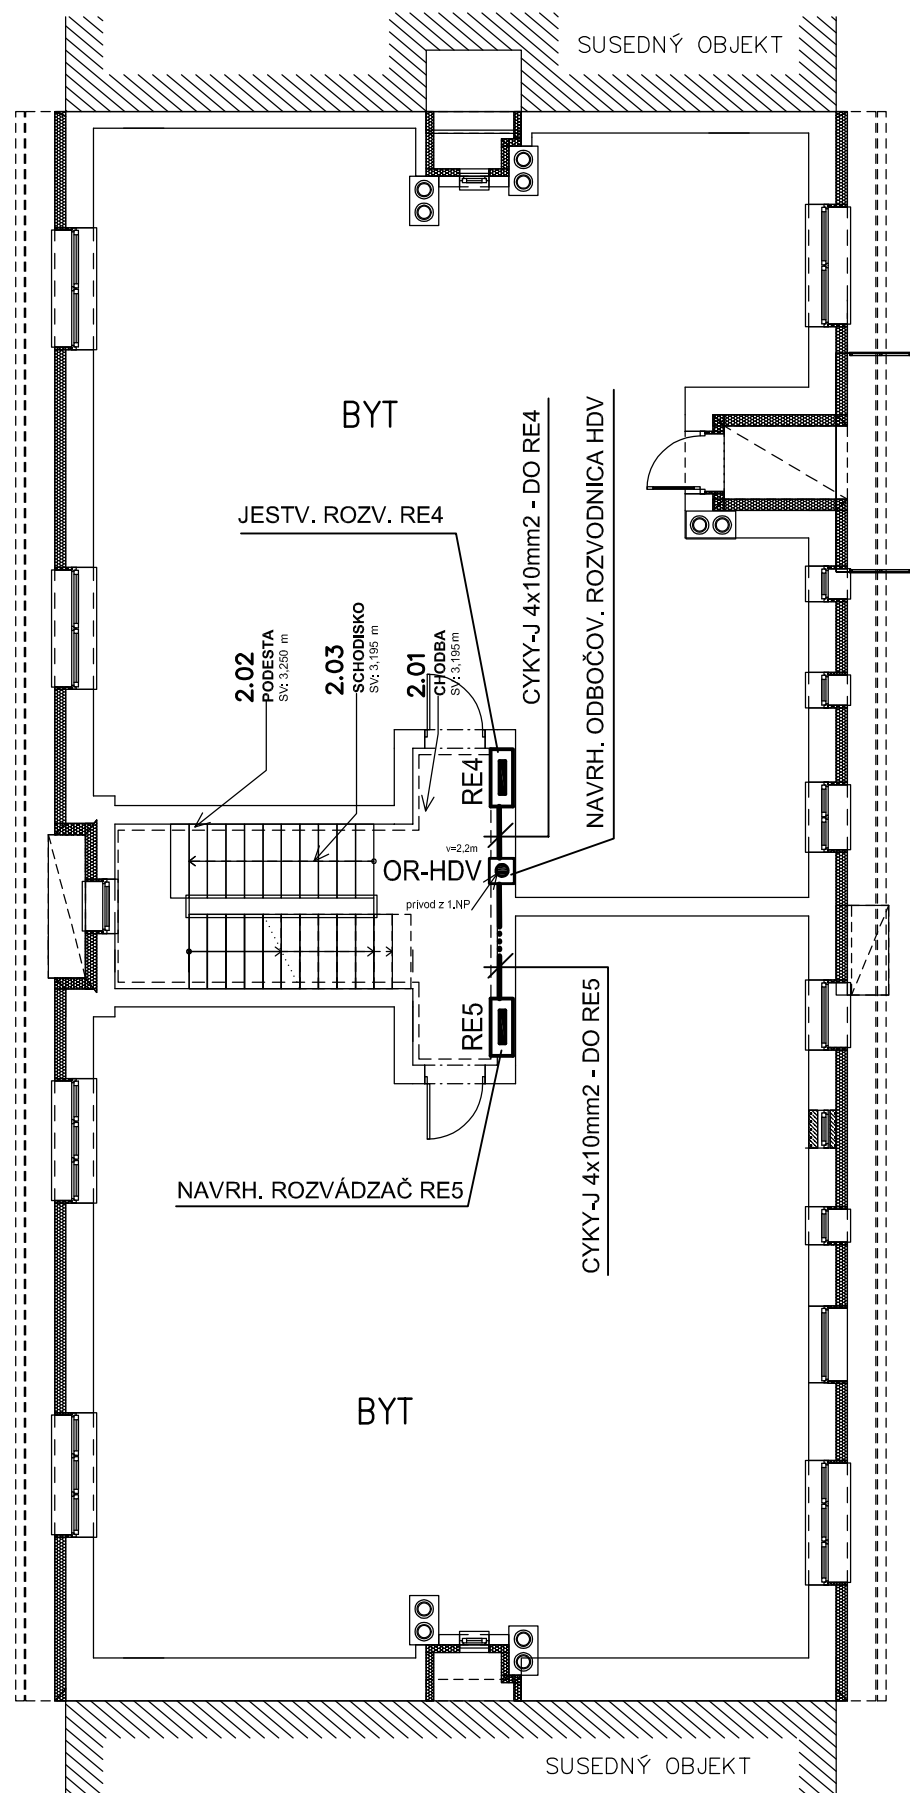 SUSEDNÝ OBJEKT
BYT
JESTV. ROZV. RE4
CYKY-J 4x10mm2 - DO RE4
NAVRH. ODBOČOV. ROZVODNICA HDV
2.02
PODESTA
SV: 3,250 m
2.03
SCHODISKO
SV: 3,195 m
2.01
CHODBA
SV: 3,195m
RE4
v=2,2m
OR-HDV
prívod z 1.NP
RE5
CYKY-J 4x10mm2 - DO RE5
NAVRH. ROZVÁDZAČ RE5
BYT
SUSEDNÝ OBJEKT